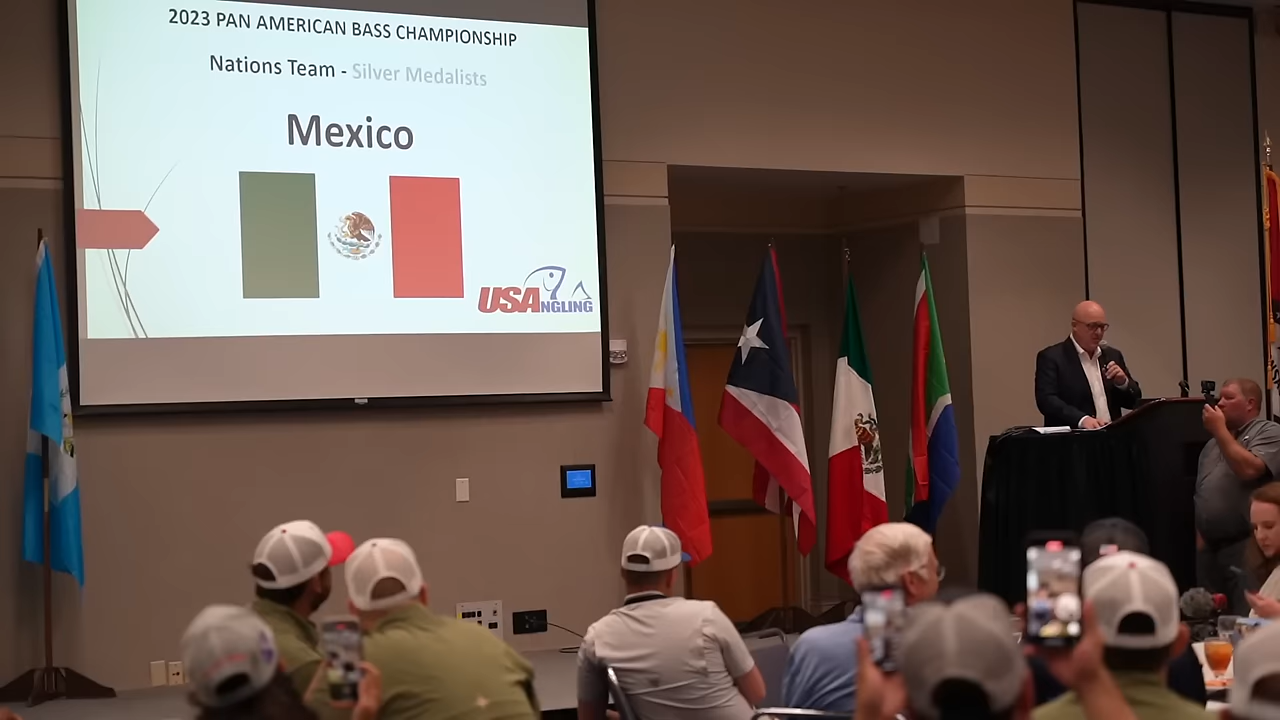 2023 PAN AMERICAN BASS CHAMPIONSHIP
Nations Team - Silver Medalists
Mexico
USANGLING